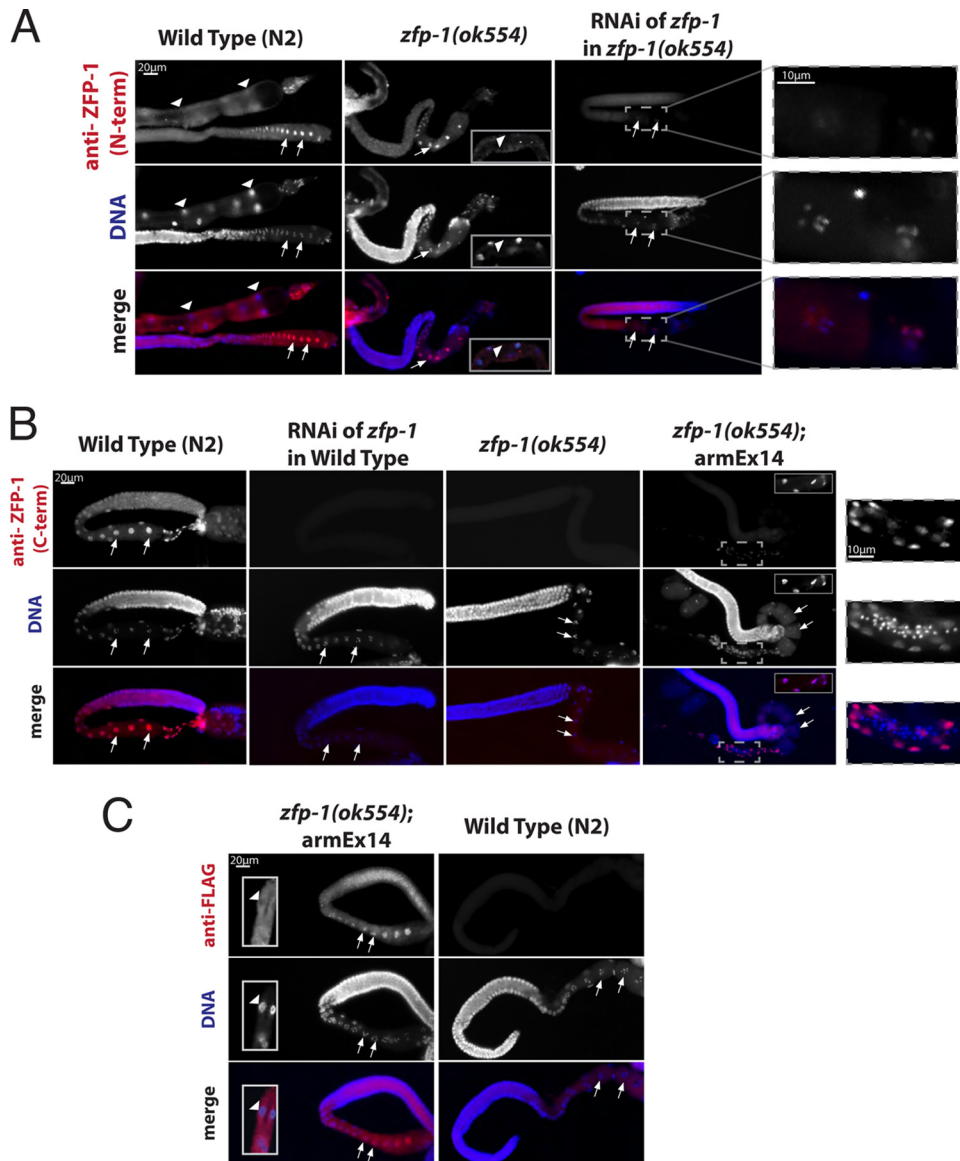 A
Wild Type (N2)
zfp-1(ok554)
RNAi of zfp-1
in zfp-1(ok554)
20µm
10µm
anti- ZFP-1
(N-term)
DNA
merge
B
Wild Type (N2)
RNAi of zfp-1
in Wild Type
zfp-1(ok554)
zfp-1(ok554);
armEx14
20µm
10µm
anti- ZFP-1
(C-term)
DNA
merge
C
zfp-1(ok554);
armEx14
Wild Type (N2)
20µm
anti-FLAG
DNA
merge